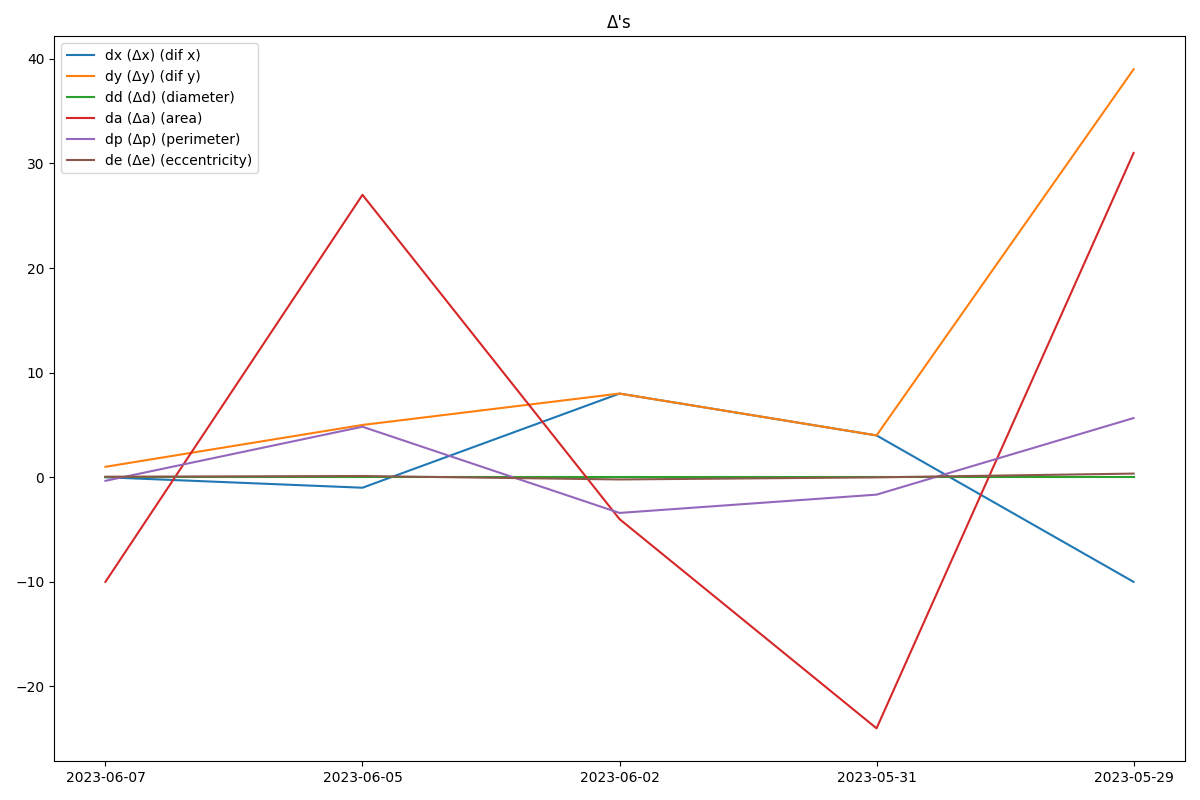 Δ's
dx (Δx) (dif x)
dy (Δy) (dif y)
dd (Δd) (diameter)
da (Δa) (area)
dp (Δp) (perimeter)
de (Δe) (eccentricity)
40
30
20
10
0
−10
−20
2023-06-07 2023-06-05 2023-06-02 2023-05-31 2023-05-29